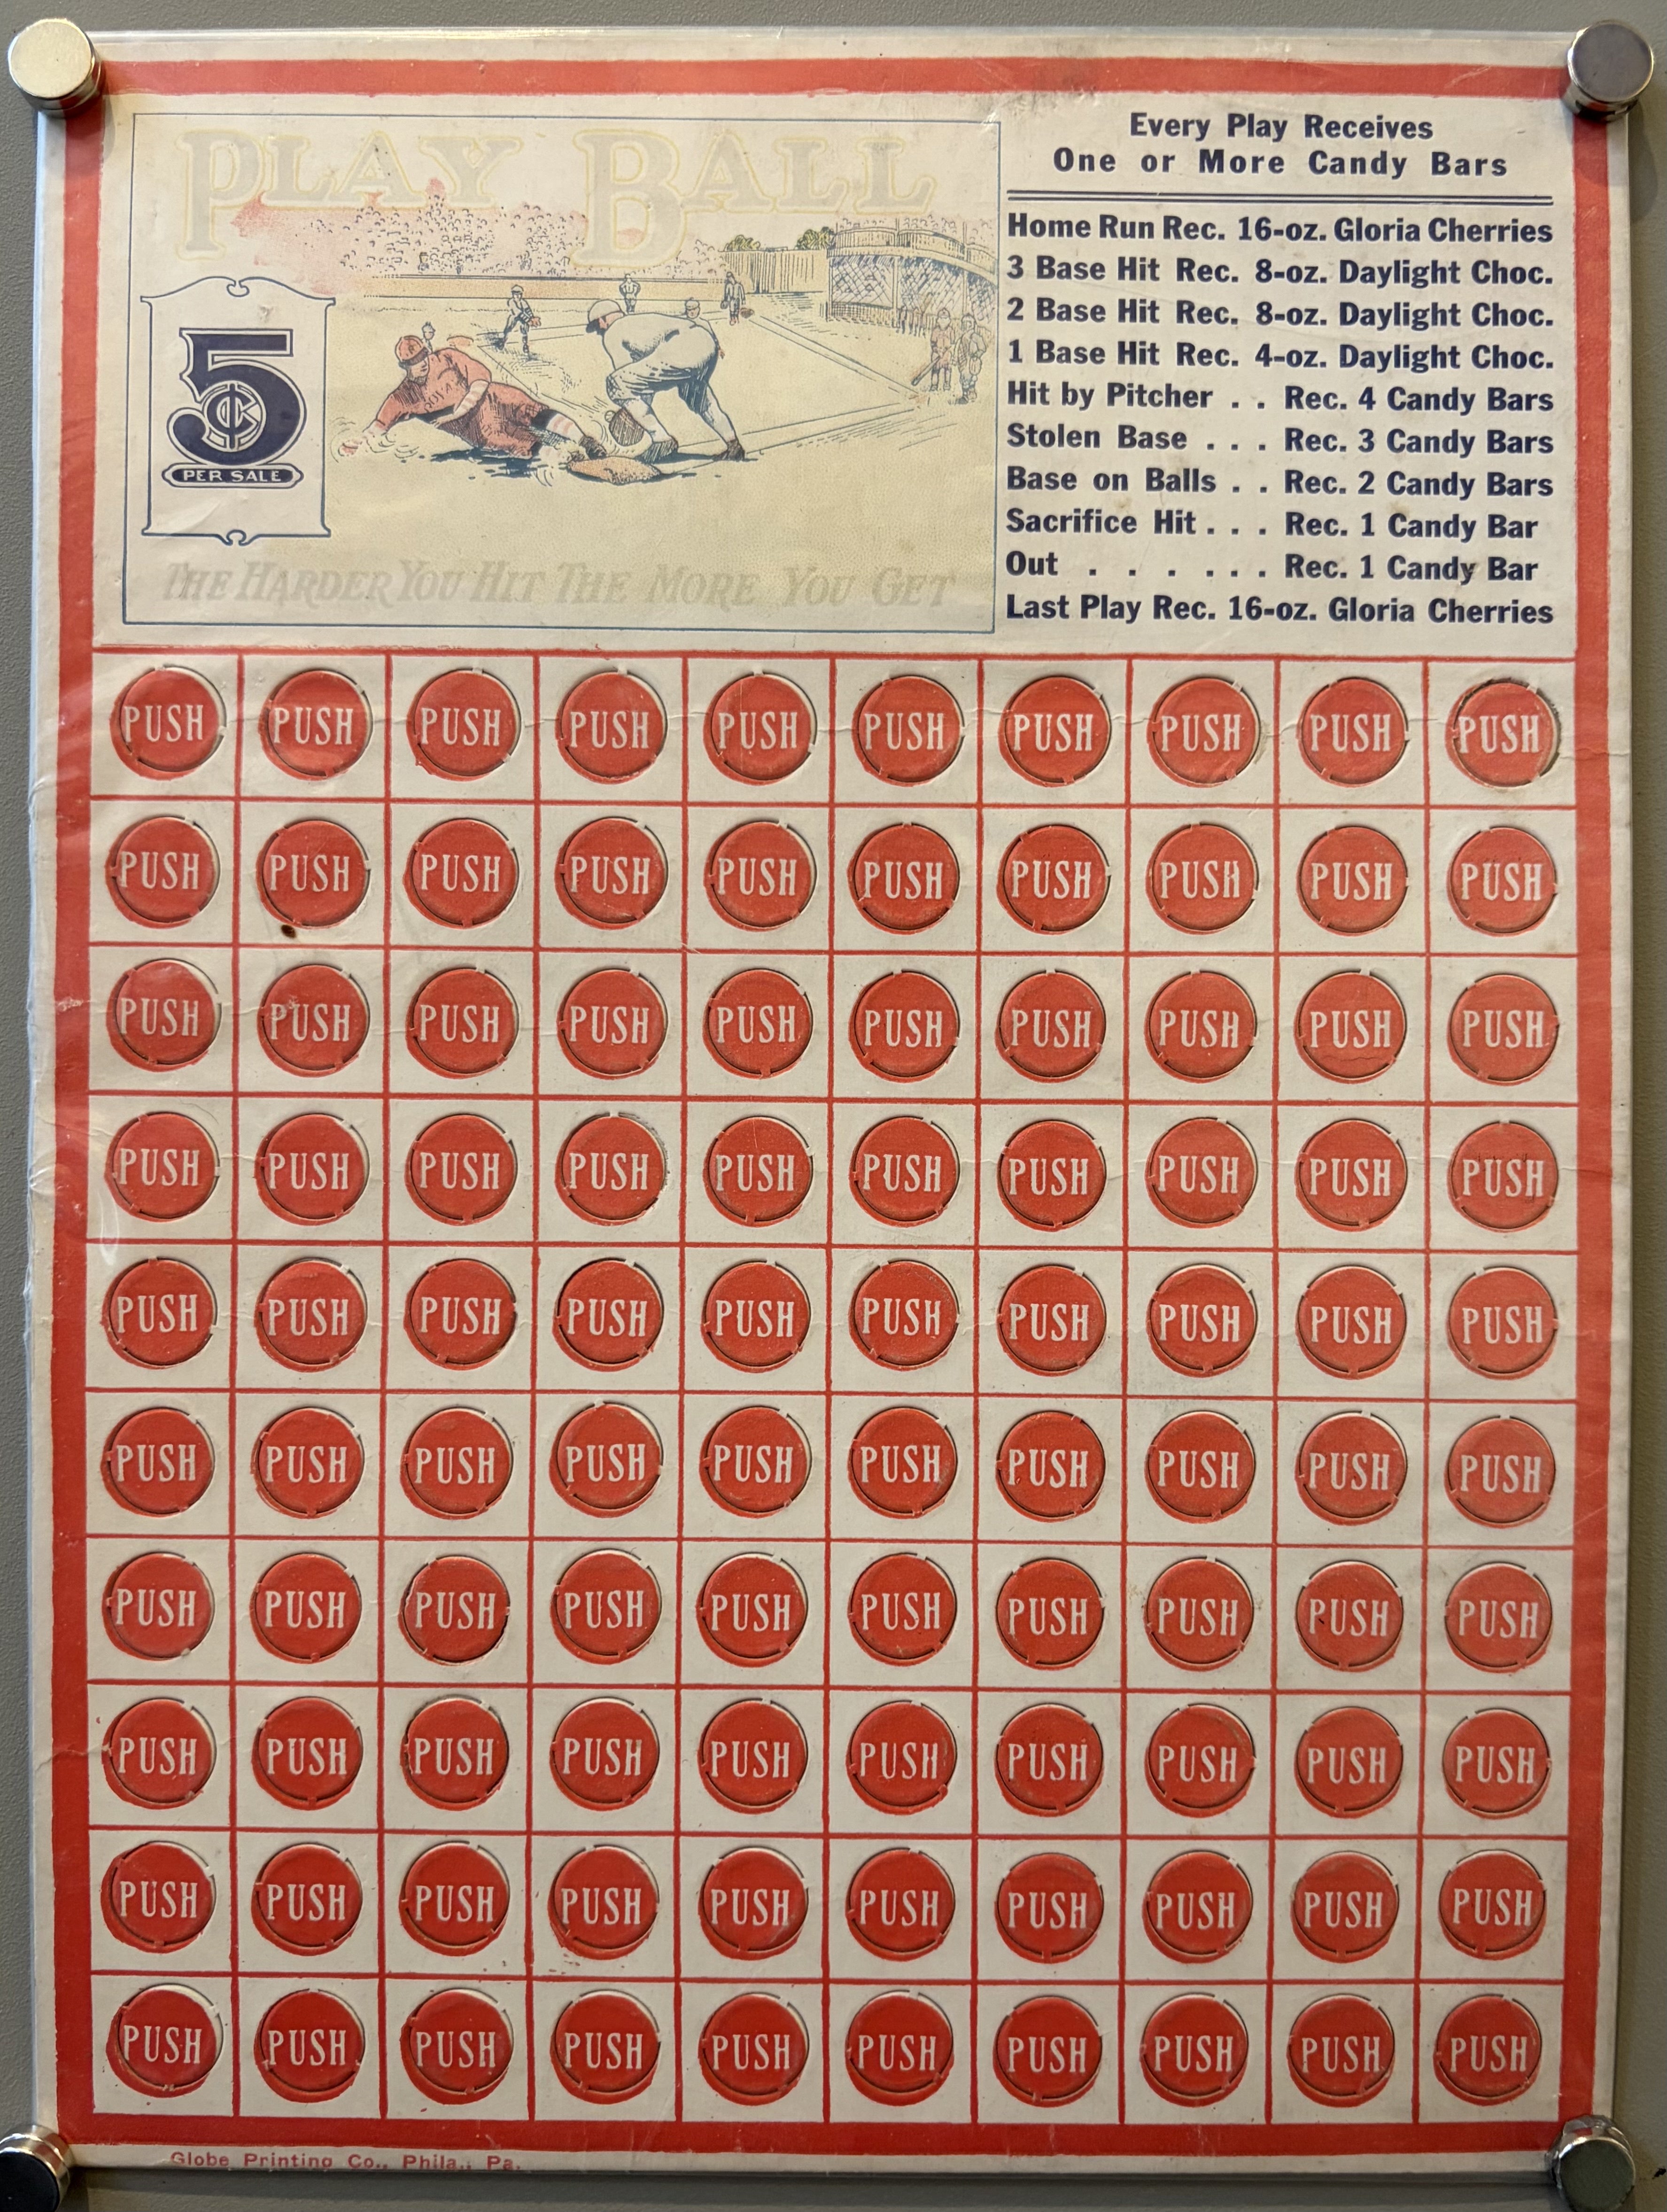 PLAY BALL
5¢
PER SALE
THE HARDER YOU HIT THE MORE YOU GET
Every Play Receives
One or More Candy Bars
Home Run Rec. 16-oz. Gloria Cherries
3 Base Hit Rec. 8-oz. Daylight Choc.
2 Base Hit Rec. 8-oz. Daylight Choc.
1 Base Hit Rec. 4-oz. Daylight Choc.
Hit by Pitcher . . Rec. 4 Candy Bars
Stolen Base . . . Rec. 3 Candy Bars
Base on Balls . . Rec. 2 Candy Bars
Sacrifice Hit . . . Rec. 1 Candy Bar
Out . . . . . . Rec. 1 Candy Bar
Last Play Rec. 16-oz. Gloria Cherries
PUSH PUSH PUSH PUSH PUSH PUSH PUSH PUSH PUSH PUSH
PUSH PUSH PUSH PUSH PUSH PUSH PUSH PUSH PUSH PUSH
PUSH PUSH PUSH PUSH PUSH PUSH PUSH PUSH PUSH PUSH
PUSH PUSH PUSH PUSH PUSH PUSH PUSH PUSH PUSH PUSH
PUSH PUSH PUSH PUSH PUSH PUSH PUSH PUSH PUSH PUSH
PUSH PUSH PUSH PUSH PUSH PUSH PUSH PUSH PUSH PUSH
PUSH PUSH PUSH PUSH PUSH PUSH PUSH PUSH PUSH PUSH
PUSH PUSH PUSH PUSH PUSH PUSH PUSH PUSH PUSH PUSH
PUSH PUSH PUSH PUSH PUSH PUSH PUSH PUSH PUSH PUSH
PUSH PUSH PUSH PUSH PUSH PUSH PUSH PUSH PUSH PUSH
Globe Printing Co., Phila., Pa.